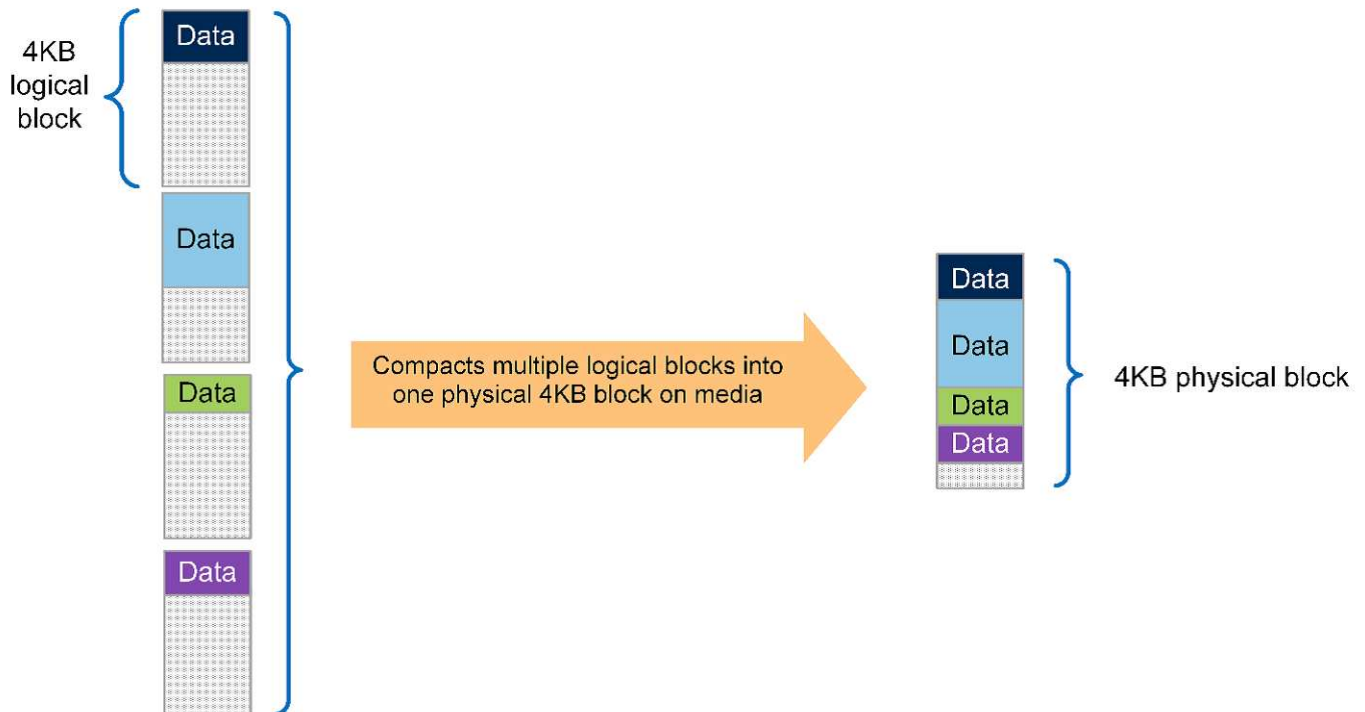 4KB
logical
block
Data
Data
Data
Data
Compacts multiple logical blocks into
one physical 4KB block on media
Data
Data
Data
Data
4KB physical block